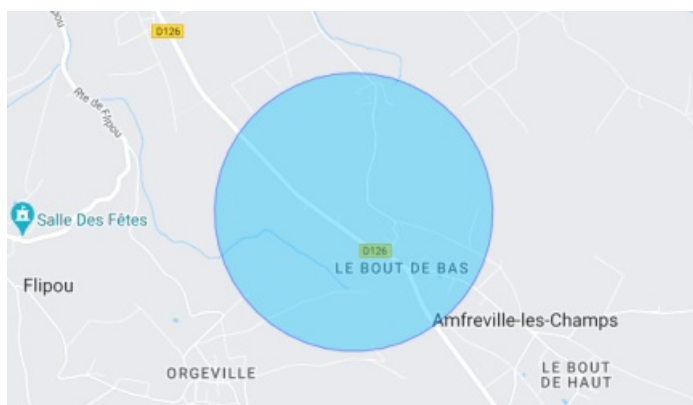 D126
Rte de Flipou
Salle Des Fêtes
D126
LE BOUT DE BAS
Flipou
Amfreville-les-Champs
ORGEVILLE
LE BOUT
DE HAUT